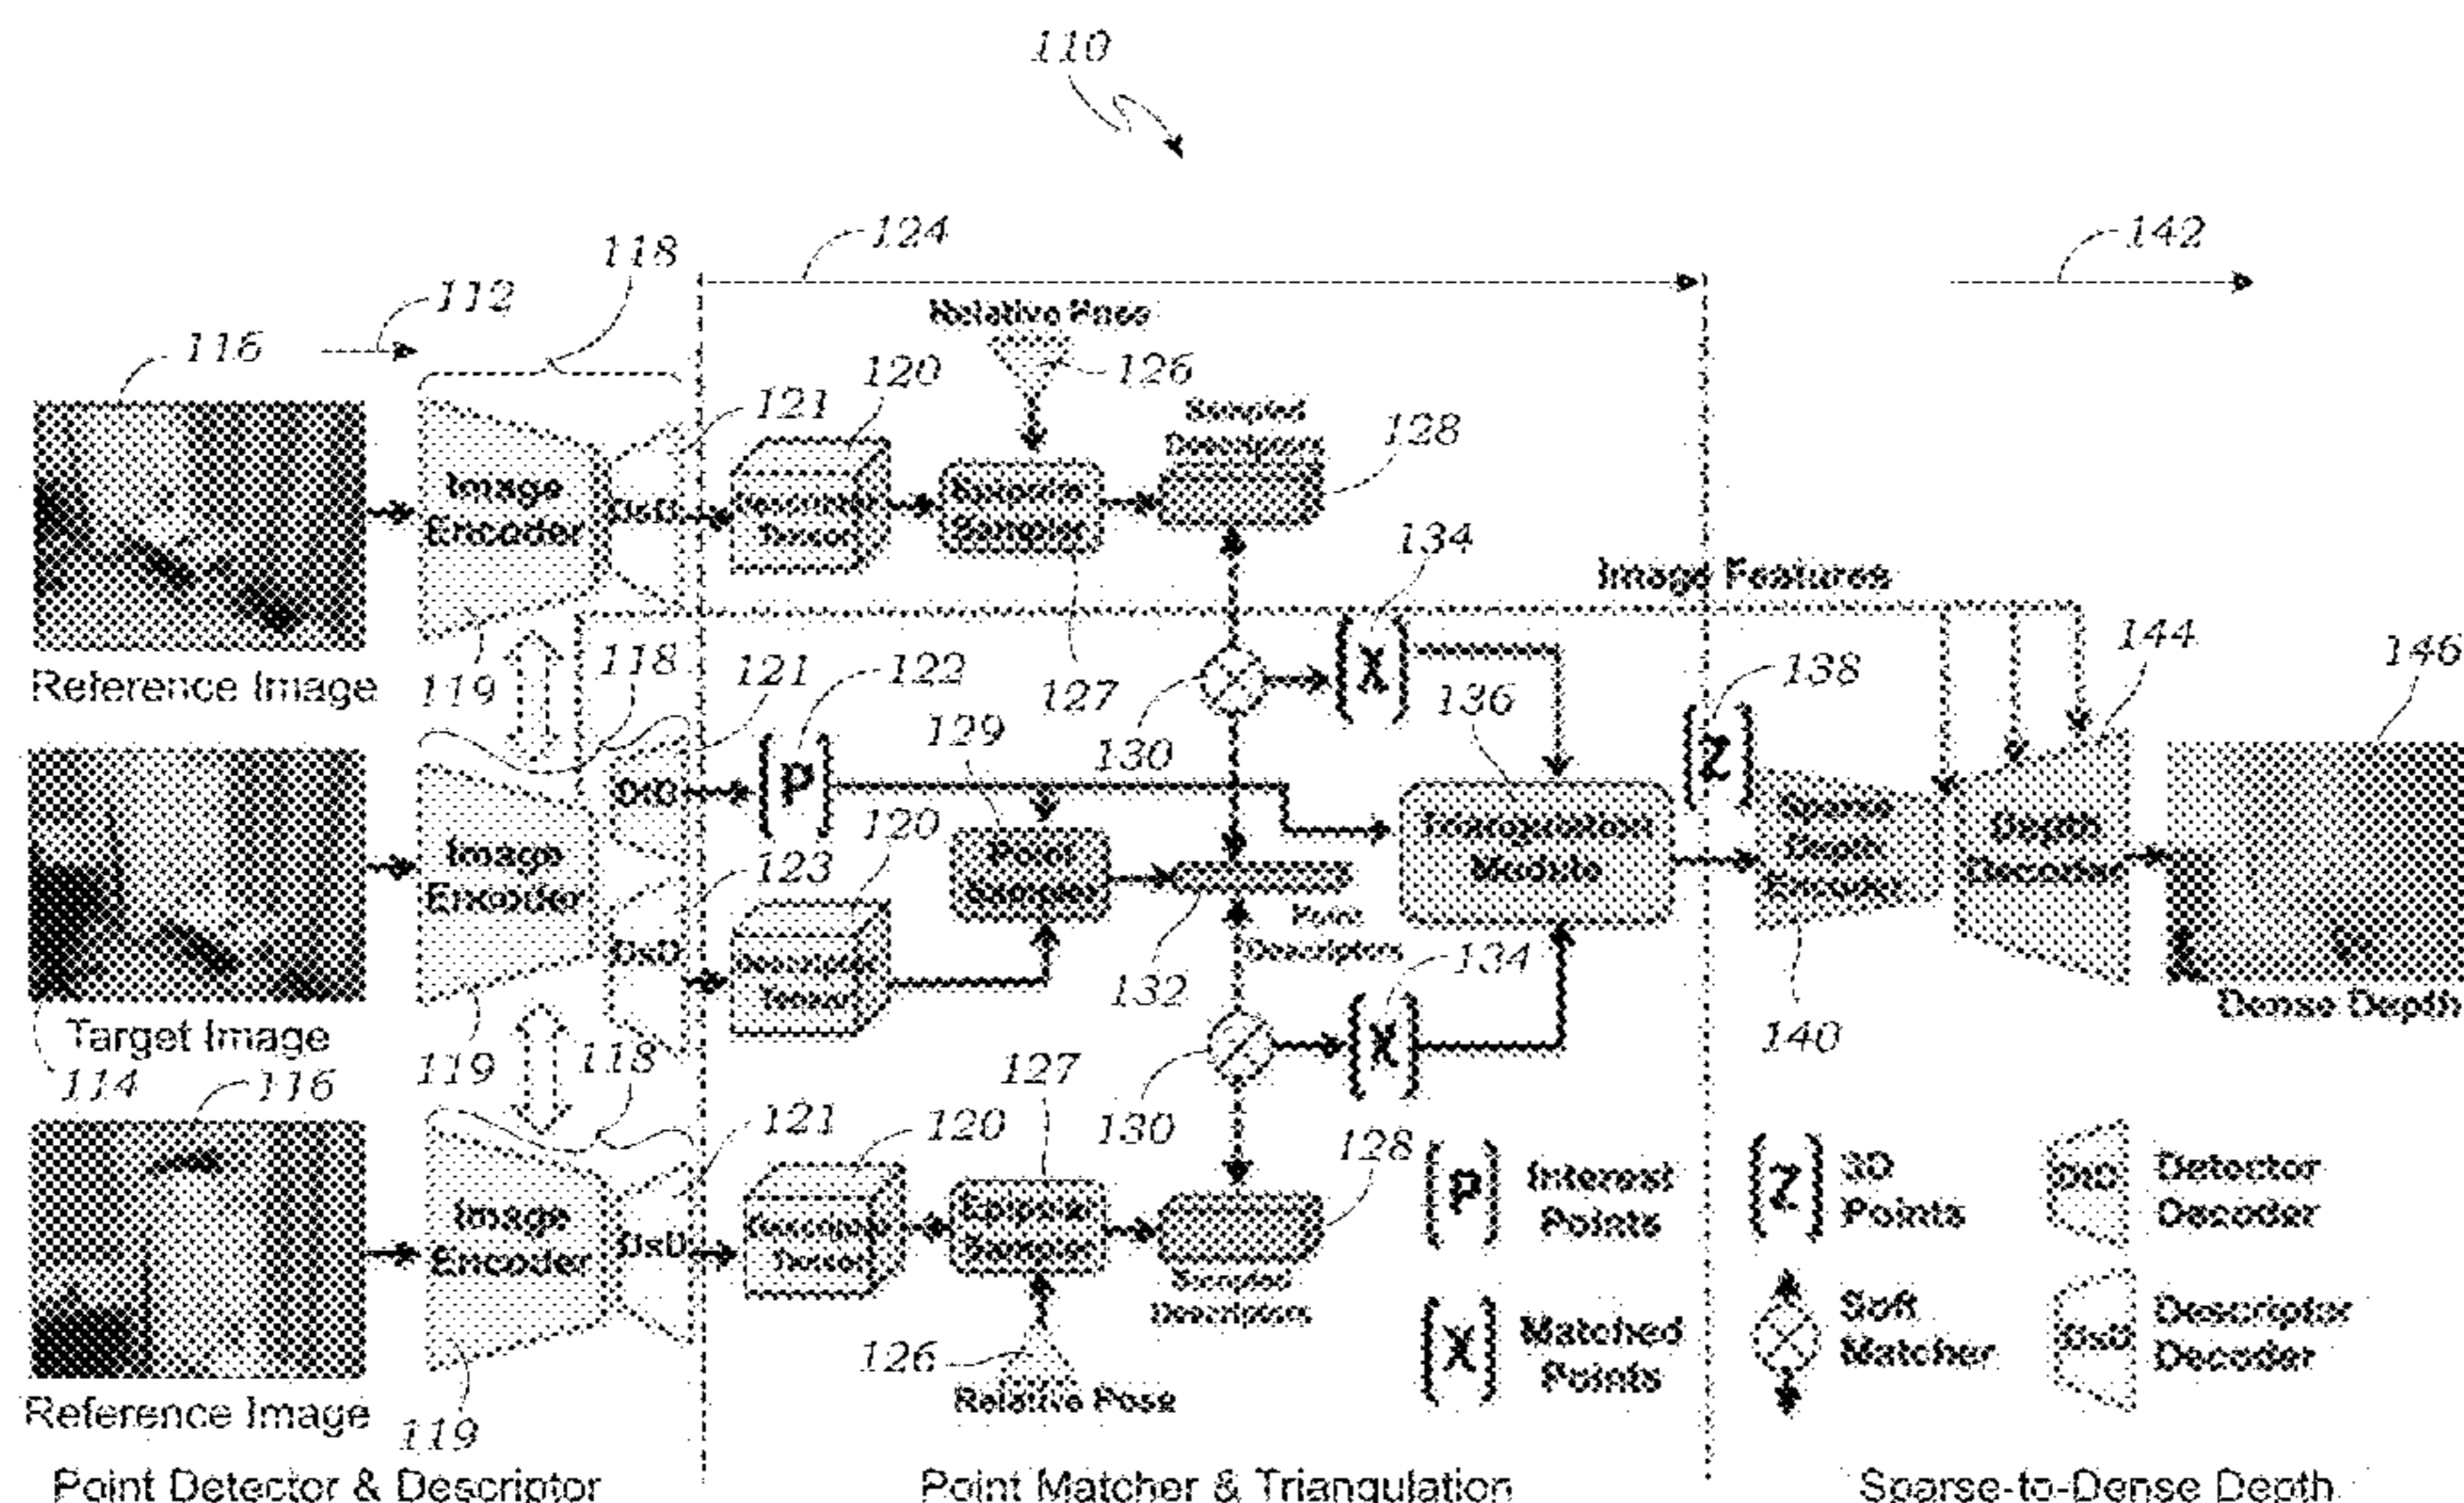 110
124
142
118
112
Relative Pose
116
120
126
121
Sampled
Descriptors
128
Image
Encoder
DsD
Descriptor
Tensor
Epipolar
Sampler
134
Image Features
Reference Image
119
118
121
122
127
X
144
146
129
130
136
138
P
Z
DtD
120
Image
Encoder
Point
Sampler
Triangulation
Module
Sparse
Depth
Encoder
Depth
Decoder
123
DsD
Descriptor
Tensor
Point
Descriptors
134
132
Dense Depth
Target Image
140
114
116
119
118
127
130
X
121
120
128
Image
Encoder
DsD
Descriptor
Tensor
Epipolar
Sampler
Sampled
Descriptors
126
Relative Pose
Reference Image
119
P Interest
Points
Z 3D
Points
DtD Detector
Decoder
X Matched
Points
Soft
Matcher
DsD Descriptor
Decoder
Point Detector & Descriptor
Point Matcher & Triangulation
Sparse-to-Dense Depth